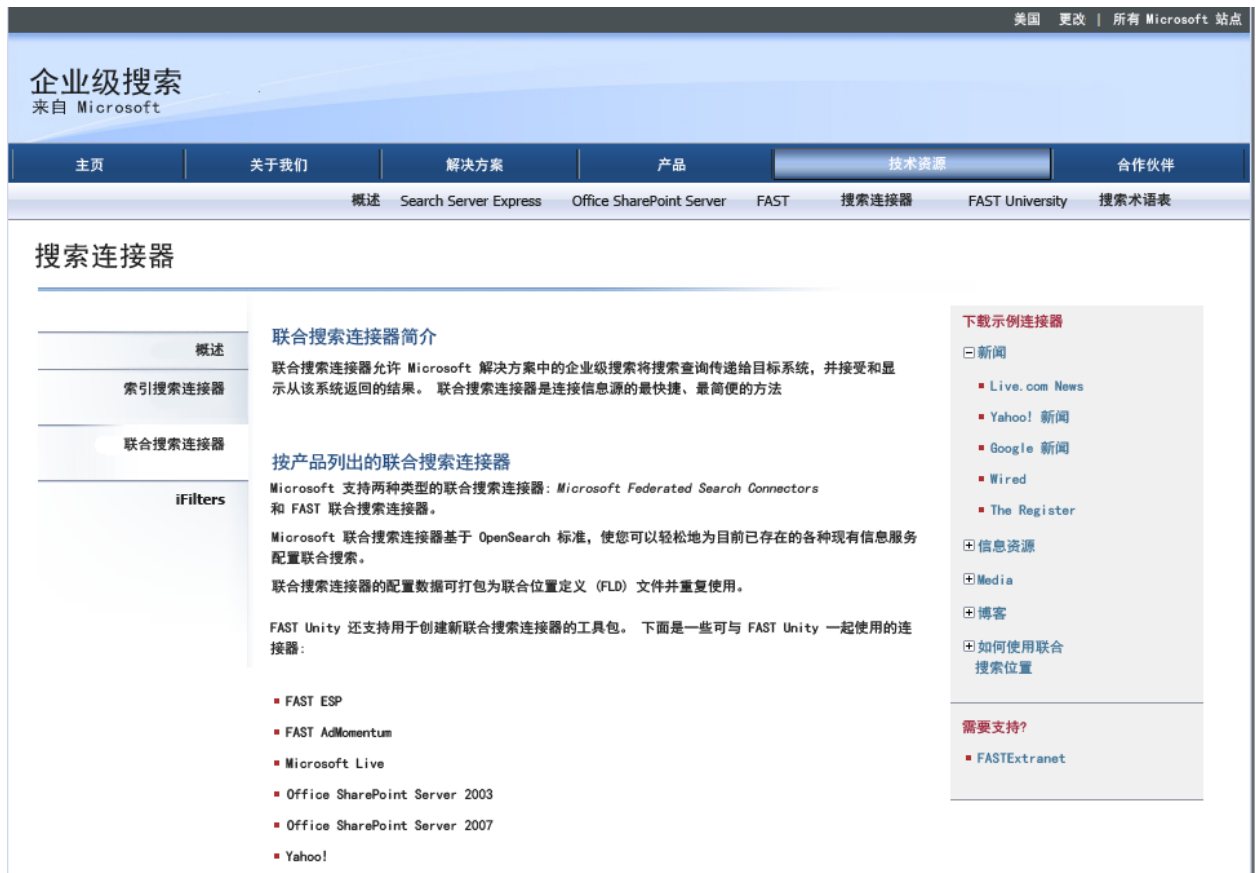 美国 更改 | 所有 Microsoft 站点
企业级搜索
来自 Microsoft
主页 关于我们 解决方案 产品 技术资源 合作伙伴
概述 Search Server Express Office SharePoint Server FAST 搜索连接器 FAST University 搜索术语表
搜索连接器
概述
索引搜索连接器
联合搜索连接器
iFilters
联合搜索连接器简介
联合搜索连接器允许 Microsoft 解决方案中的企业级搜索将搜索查询传递给目标系统，并接受和显
示从该系统返回的结果。 联合搜索连接器是连接信息源的最快捷、最简便的方法
按产品列出的联合搜索连接器
Microsoft 支持两种类型的联合搜索连接器: Microsoft Federated Search Connectors
和 FAST 联合搜索连接器。
Microsoft 联合搜索连接器基于 OpenSearch 标准，使您可以轻松地为目前已存在的各种现有信息服务
配置联合搜索。
联合搜索连接器的配置数据可打包为联合位置定义 (FLD) 文件并重复使用。
FAST Unity 还支持用于创建新联合搜索连接器的工具包。 下面是一些可与 FAST Unity 一起使用的连
接器:
FAST ESP
FAST AdMomentum
Microsoft Live
Office SharePoint Server 2003
Office SharePoint Server 2007
Yahoo!
下载示例连接器
新闻
Live.com News
Yahoo! 新闻
Google 新闻
Wired
The Register
信息资源
Media
博客
如何使用联合
搜索位置
需要支持?
FASTExtranet